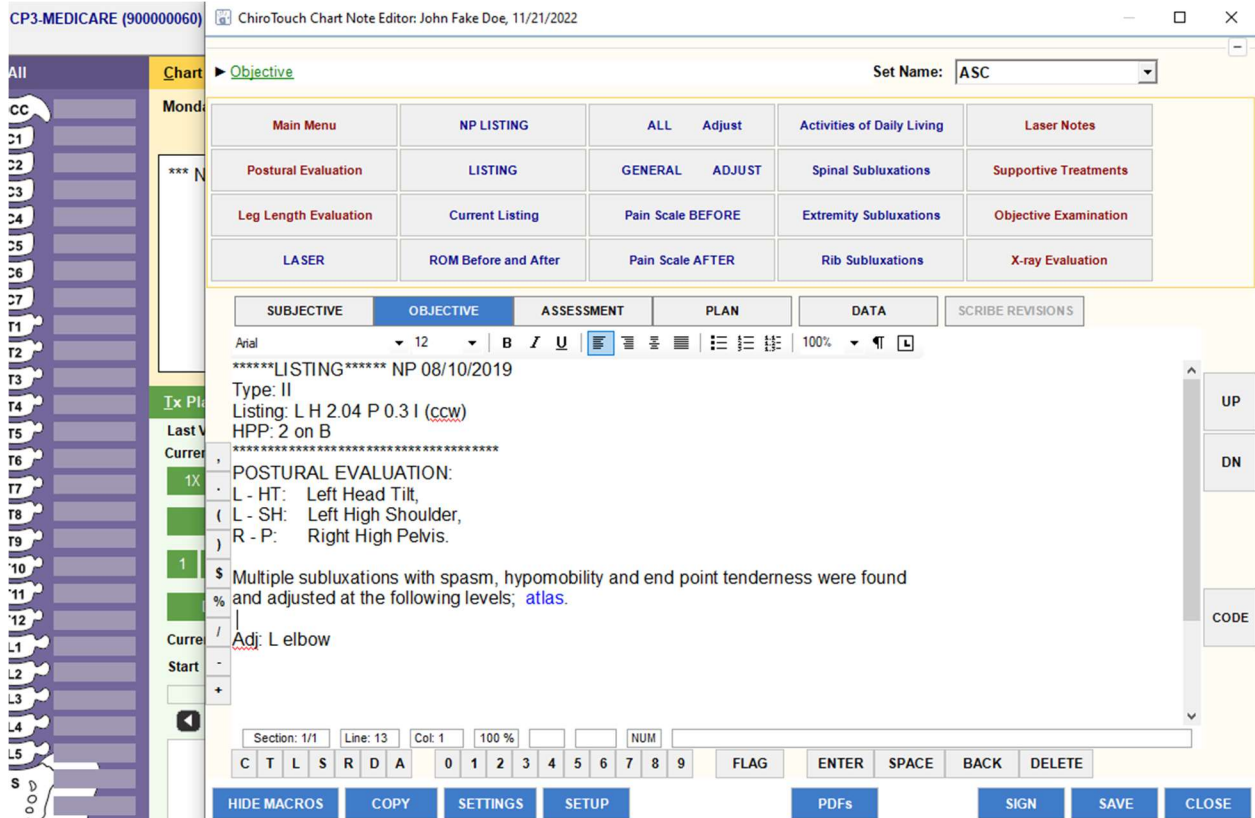 CP3-MEDICARE (900000060)
ChiroTouch Chart Note Editor: John Fake Doe, 11/21/2022
All
Chart
Objective
Set Name: ASC
Monda
*** N
Main Menu
NP LISTING
ALL Adjust
Activities of Daily Living
Laser Notes
Postural Evaluation
LISTING
GENERAL ADJUST
Spinal Subluxations
Supportive Treatments
Leg Length Evaluation
Current Listing
Pain Scale BEFORE
Extremity Subluxations
Objective Examination
LASER
ROM Before and After
Pain Scale AFTER
Rib Subluxations
X-ray Evaluation
SUBJECTIVE
OBJECTIVE
ASSESSMENT
PLAN
DATA
SCRIBE REVISIONS
Arial
12
B I U
100%
¶ L
******LISTING****** NP 08/10/2019
Type: II
Listing: L H 2.04 P 0.3 I (ccw)
HPP: 2 on B
**************************************
POSTURAL EVALUATION:
L - HT: Left Head Tilt,
L - SH: Left High Shoulder,
R - P: Right High Pelvis.
Multiple subluxations with spasm, hypomobility and end point tenderness were found
and adjusted at the following levels; atlas.
Adj: L elbow
UP
DN
CODE
,
.
(
)
$
%
/
-
+
CC
C1
C2
C3
C4
C5
C6
C7
T1
T2
T3
T4
T5
T6
T7
T8
T9
T10
T11
T12
L1
L2
L3
L4
L5
S
Tx Pla
Last V
Curren
1X
1
Curre
Start
Section: 1/1
Line: 13
Col: 1
100 %
NUM
C T L S R D A
0 1 2 3 4 5 6 7 8 9
FLAG
ENTER
SPACE
BACK
DELETE
HIDE MACROS
COPY
SETTINGS
SETUP
PDFs
SIGN
SAVE
CLOSE